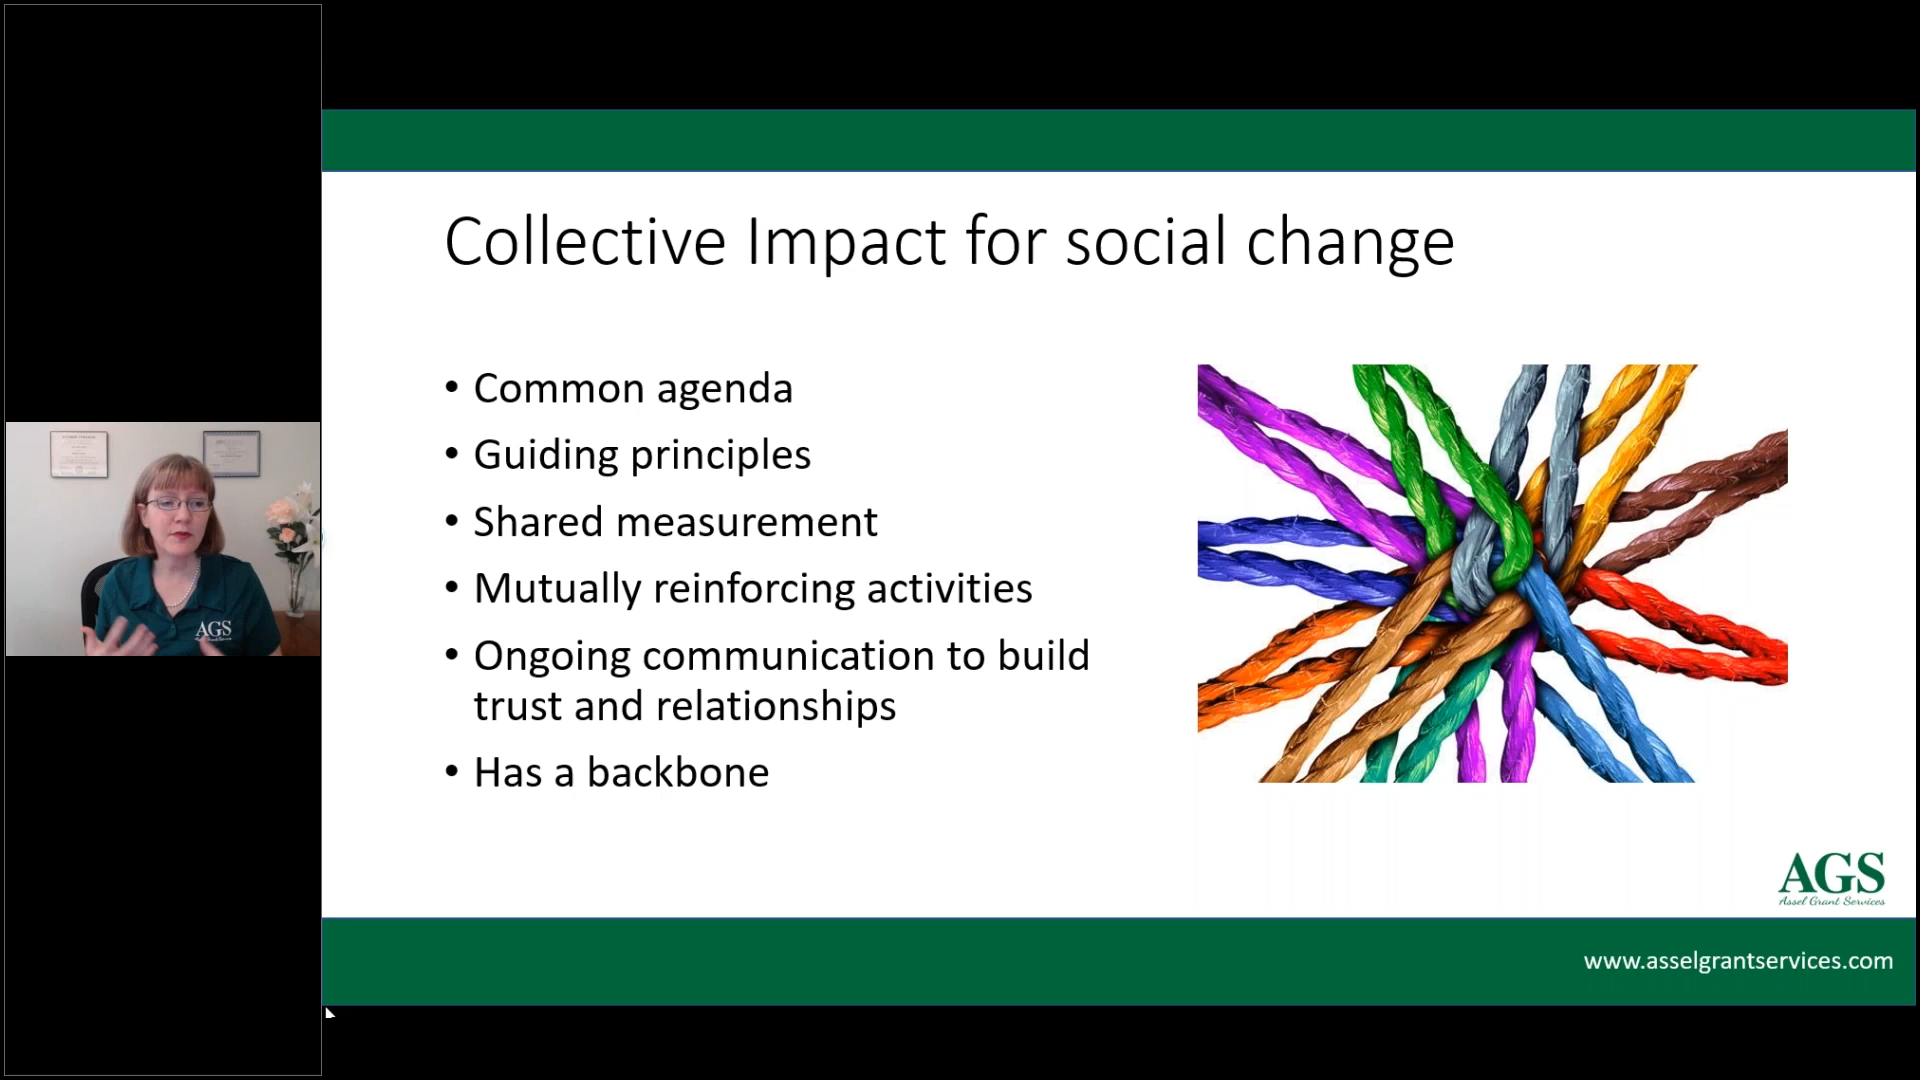 Collective Impact for social change
• Common agenda
• Guiding principles
• Shared measurement
• Mutually reinforcing activities
• Ongoing communication to build
trust and relationships
• Has a backbone
AGS
AGS
Assel Grant Services
www.asselgrantservices.com